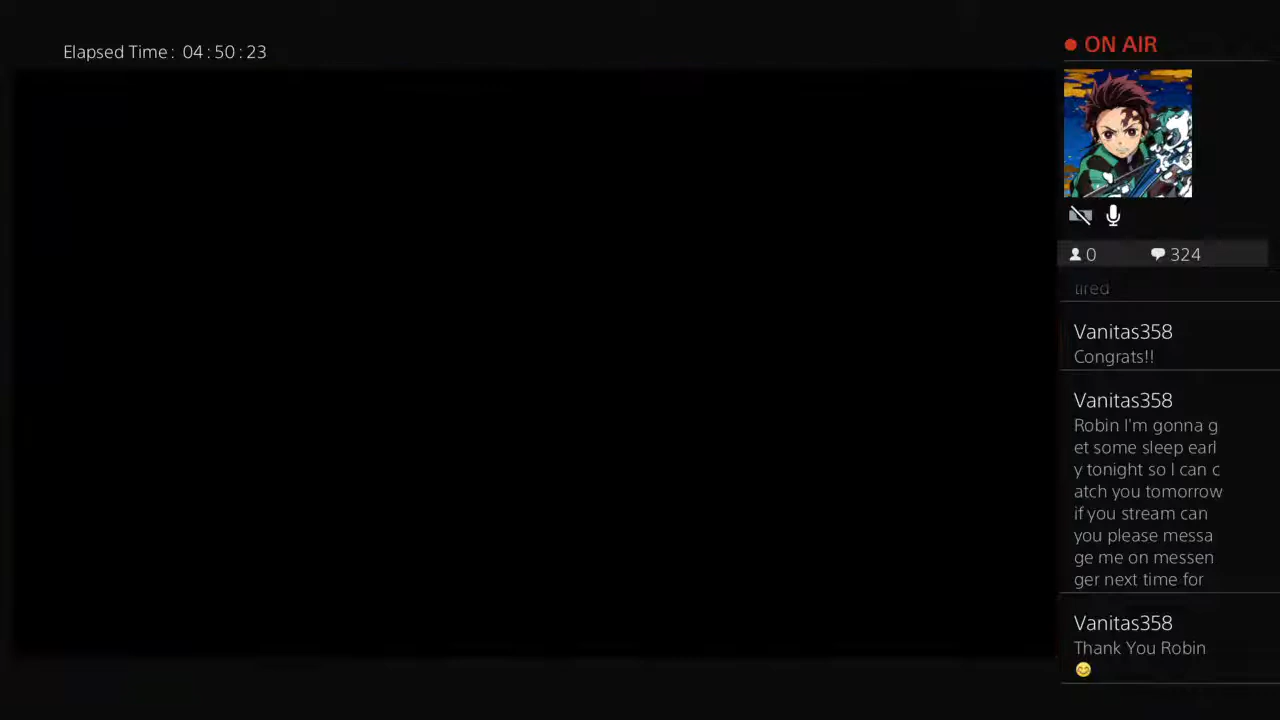 Elapsed Time: 04:50:23
ON AIR
0 324
tired
Vanitas358
Congrats!!
Vanitas358
Robin I'm gonna g
et some sleep earl
y tonight so I can c
atch you tomorrow
if you stream can
you please messa
ge me on messen
ger next time for
Vanitas358
Thank You Robin
😊